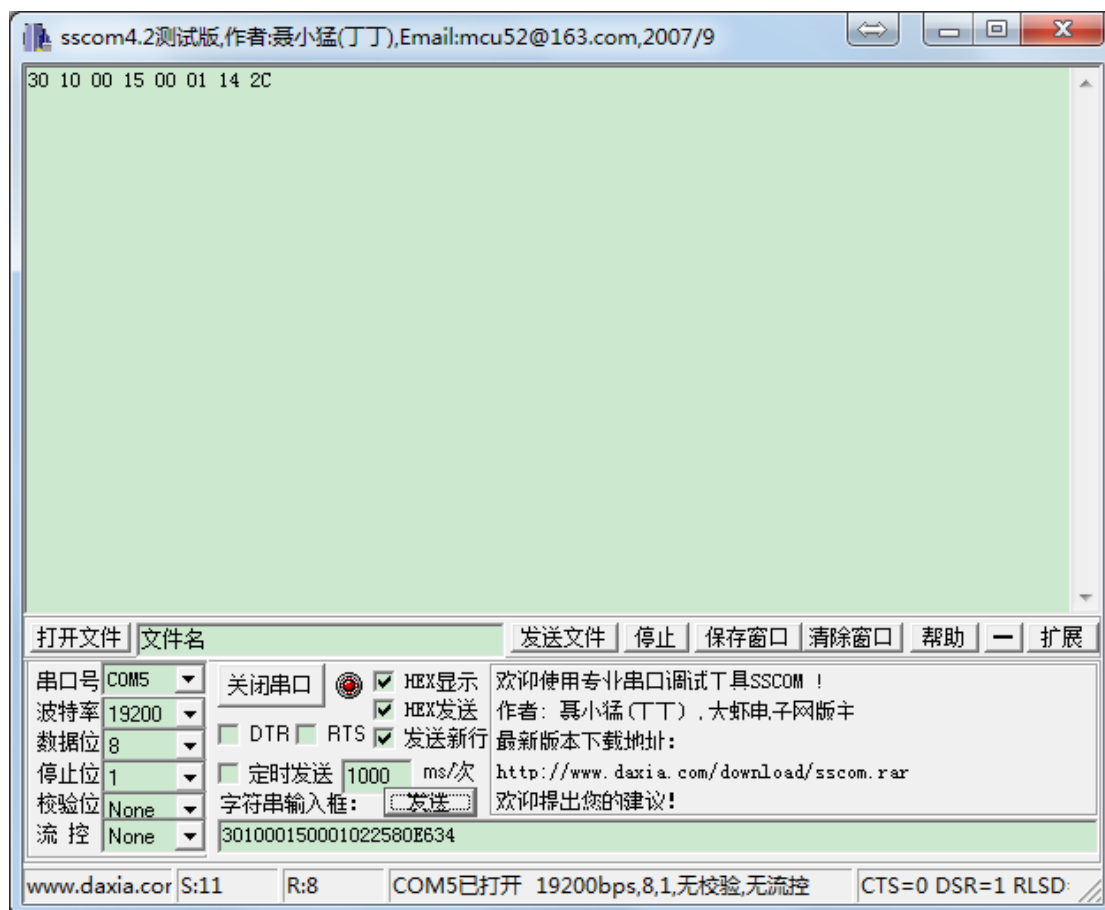 sscom4.2测试版,作者:聂小猛(丁丁),Email:mcu52@163.com,2007/9
30 10 00 15 00 01 14 2C
打开文件 文件名 发送文件 停止 保存窗口 清除窗口 帮助 一 扩展
串口号 COM5 关闭串口 HEX显示 欢迎使用专业串口调试工具SSCOM !
波特率 19200 HEX发送 作者: 聂小猛(丁丁) ,大虾电子网版主
数据位 8 DTR RTS 发送新行 最新版本下载地址:
停止位 1 定时发送 1000 ms/次 http://www.daxia.com/download/sscom.rar
校验位 None 字符串输入框: 发送 欢迎提出您的建议!
流 控 None 301000150001022580E634
www.daxia.cor S:11 R:8 COM5已打开 19200bps,8,1,无校验,无流控 CTS=0 DSR=1 RLSD: